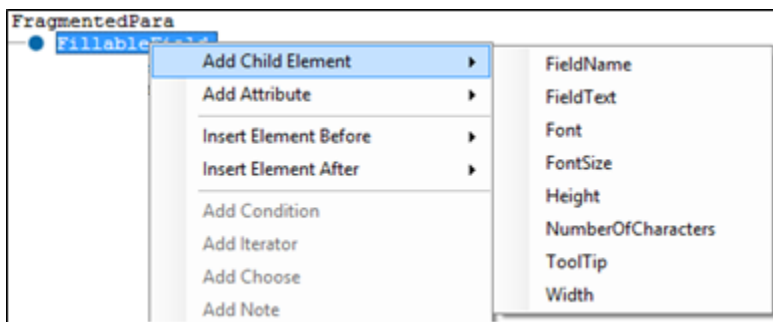 FragmentedPara
FillableField
Add Child Element
Add Attribute
Insert Element Before
Insert Element After
Add Condition
Add Iterator
Add Choose
Add Note
FieldName
FieldText
Font
FontSize
Height
NumberOfCharacters
ToolTip
Width